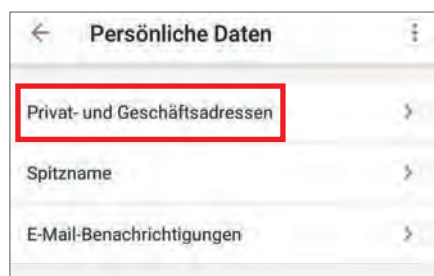 Persönliche Daten
Privat- und Geschäftsadressen
Spitzname
E-Mail-Benachrichtigungen